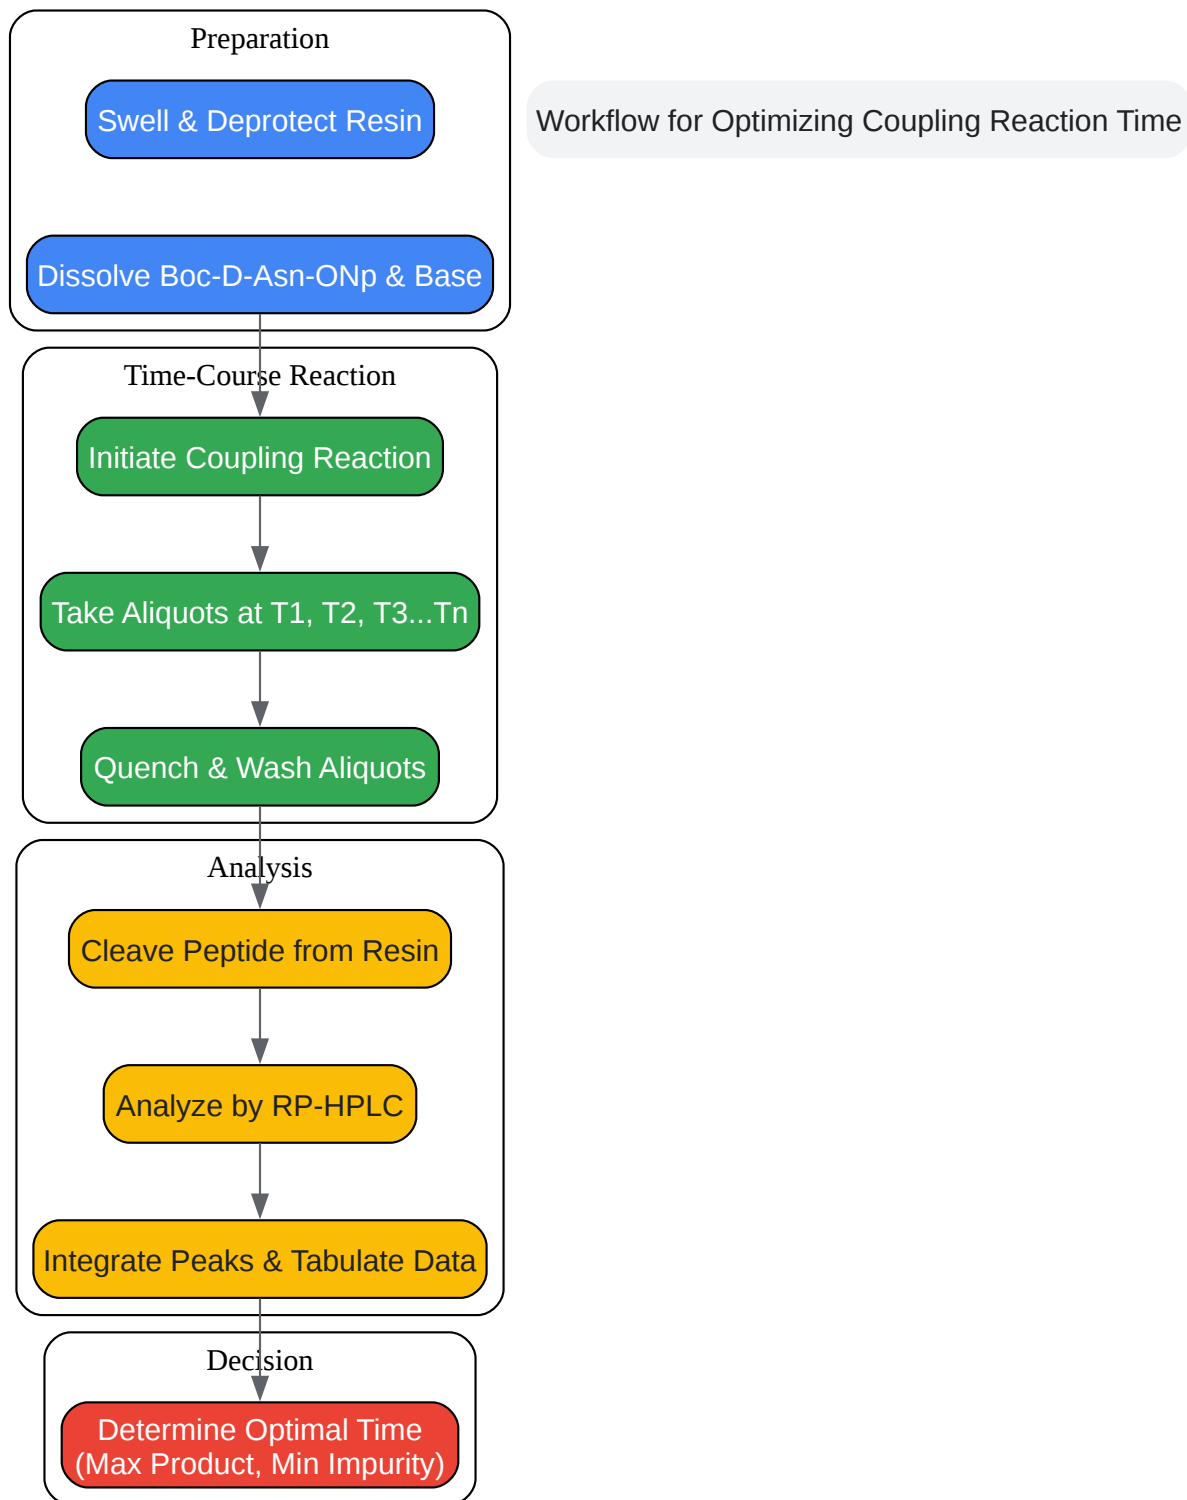 Preparation
Swell & Deprotect Resin
Workflow for Optimizing Coupling Reaction Time
Dissolve Boc-D-Asn-ONp & Base
Time-Course Reaction
Initiate Coupling Reaction
Take Aliquots at T1, T2, T3...Tn
Quench & Wash Aliquots
Analysis
Cleave Peptide from Resin
Analyze by RP-HPLC
Integrate Peaks & Tabulate Data
Decision
Determine Optimal Time
(Max Product, Min Impurity)